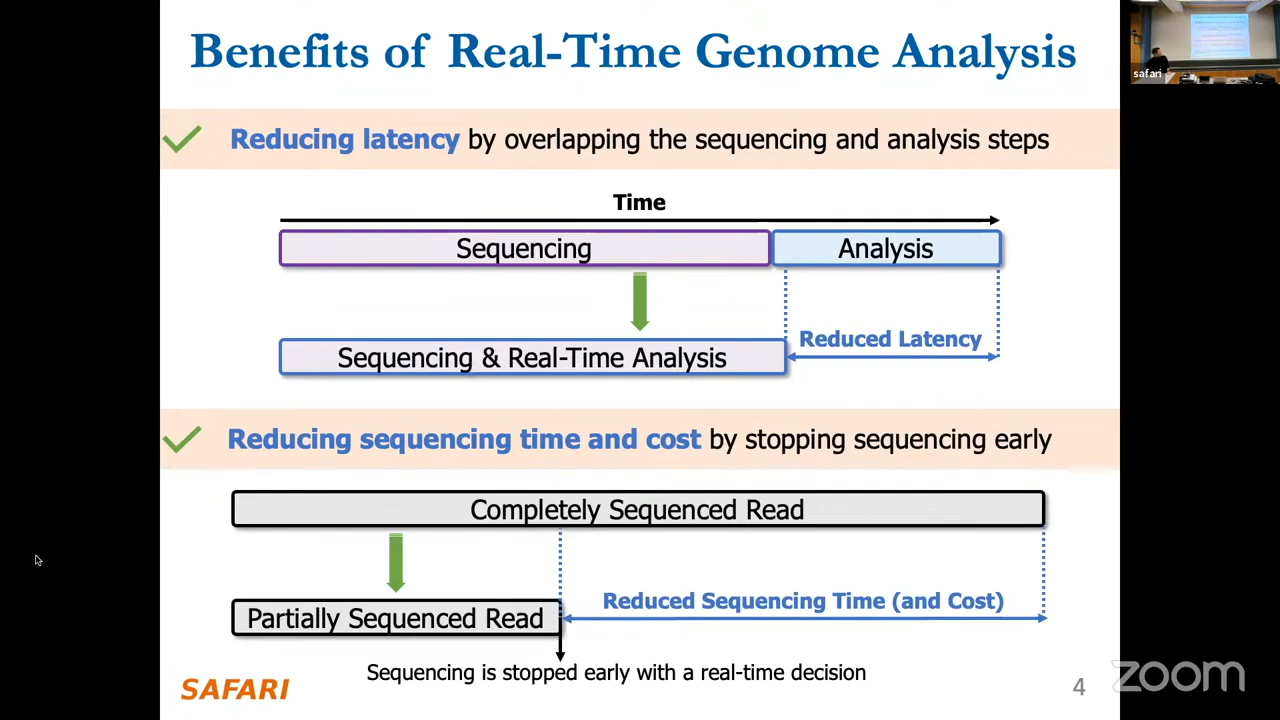 Benefits of Real-Time Genome Analysis
safari
Reducing latency by overlapping the sequencing and analysis steps
Time
Sequencing
Analysis
Sequencing & Real-Time Analysis
Reduced Latency
Reducing sequencing time and cost by stopping sequencing early
Completely Sequenced Read
Partially Sequenced Read
Reduced Sequencing Time (and Cost)
Sequencing is stopped early with a real-time decision
SAFARI
4
zoom